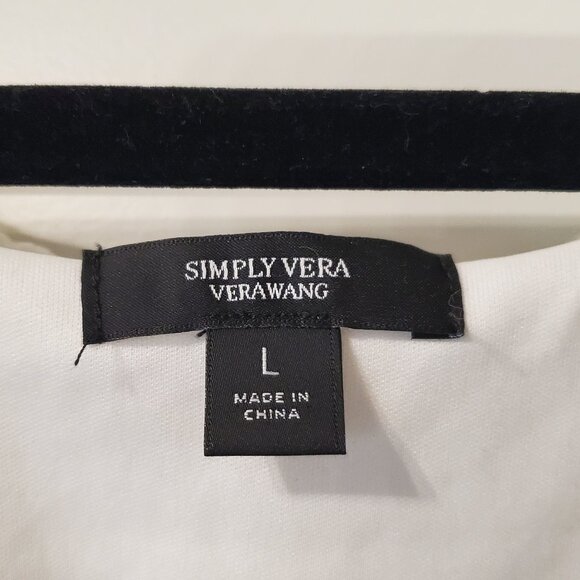 SIMPLY VERA
VERAWANG
L
MADE IN
CHINA